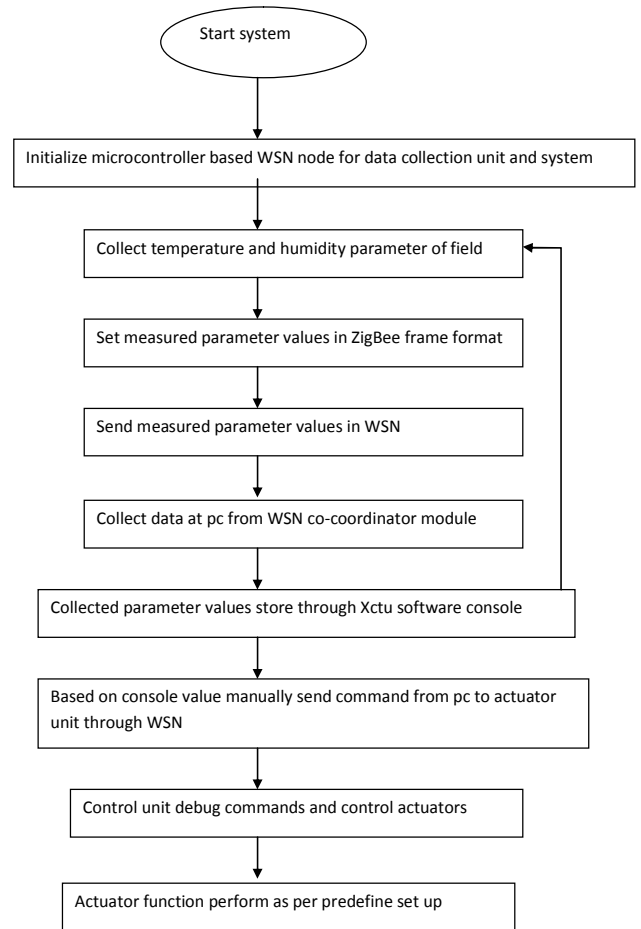 Start system
Initialize microcontroller based WSN node for data collection unit and system
Collect temperature and humidity parameter of field
Set measured parameter values in ZigBee frame format
Send measured parameter values in WSN
Collect data at pc from WSN co-coordinator module
Collected parameter values store through Xctu software console
Based on console value manually send command from pc to actuator
unit through WSN
Control unit debug commands and control actuators
Actuator function perform as per predefine set up